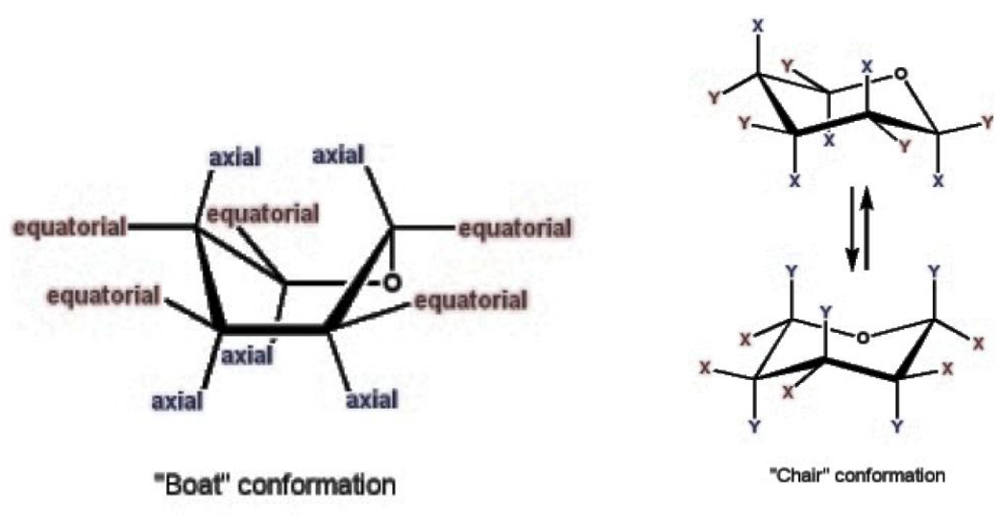 axial axial
equatorial equatorial equatorial
equatorial O
equatorial
axial
axial axial
"Boat" conformation
X
Y X O
Y
Y Y
X Y
X X
Y Y
Y
X O X
X X
X
Y Y
"Chair" conformation